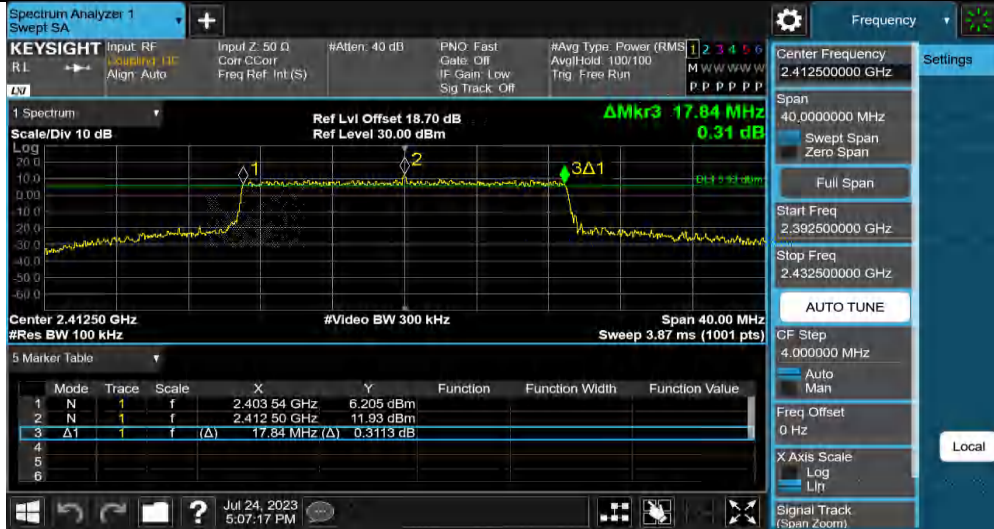 Spectrum Analyzer 1
Swept SA
+
Frequency
KEYSIGHT
RL
LXI
Input: RF
Coupling: DC
Align: Auto
Input Z: 50 Ω
Corr CCorr
Freq Ref: Int (S)
#Atten: 40 dB
PNO: Fast
Gate: Off
IF Gain: Low
Sig Track: Off
#Avg Type: Power (RMS
Avg|Hold: 100/100
Trig: Free Run
1 2 3 4 5 6
M W W W W W
P P P P P P
1 Spectrum
Scale/Div 10 dB
Ref Lvl Offset 18.70 dB
Ref Level 30.00 dBm
ΔMkr3 17.84 MHz
0.31 dB
Log
20.0
10.0
0.00
-10.0
-20.0
-30.0
-40.0
-50.0
-60.0
1
2
3Δ1
DL1 5.93 dBm
Center 2.41250 GHz
#Video BW 300 kHz
Span 40.00 MHz
#Res BW 100 kHz
Sweep 3.87 ms (1001 pts)
5 Marker Table
Mode Trace Scale X Y Function Function Width Function Value
1 N 1 f 2.403 54 GHz 6.205 dBm
2 N 1 f 2.412 50 GHz 11.93 dBm
3 Δ1 1 f (Δ) 17.84 MHz (Δ) 0.3113 dB
4
5
6
?
Jul 24, 2023
5:07:17 PM
Center Frequency
2.412500000 GHz
Span
40.0000000 MHz
Swept Span
Zero Span
Full Span
Start Freq
2.392500000 GHz
Stop Freq
2.432500000 GHz
AUTO TUNE
CF Step
4.000000 MHz
Auto
Man
Freq Offset
0 Hz
X Axis Scale
Log
Lin
Signal Track
(Span Zoom)
Settings
Local